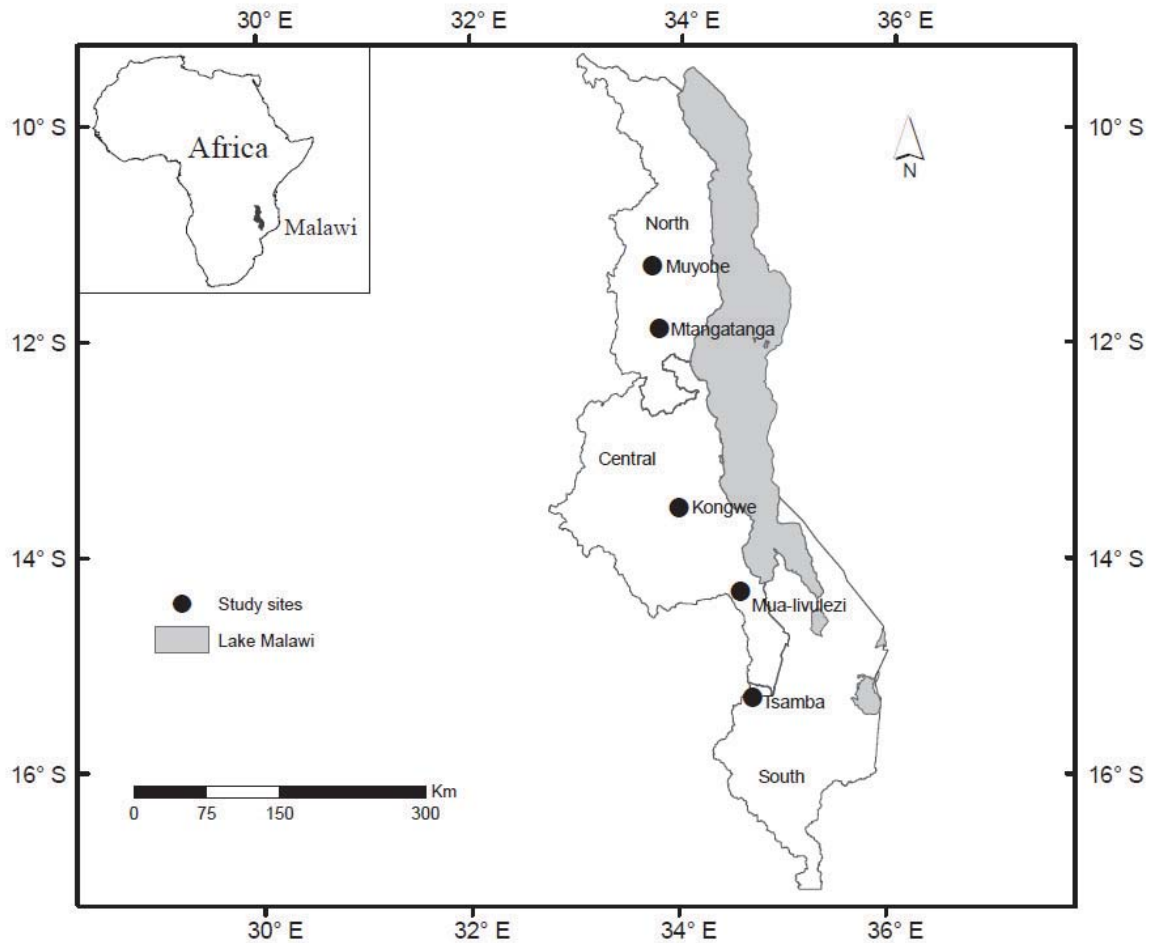 30° E 32° E 34° E 36° E
10° S
10° S
Africa
Malawi
N
North
Muyobe
Mtangatanga
12° S
12° S
Central
Kongwe
14° S
14° S
Study sites
Mua-livulezi
Lake Malawi
Tsamba
South
16° S
16° S
Km
0 75 150 300
30° E 32° E 34° E 36° E